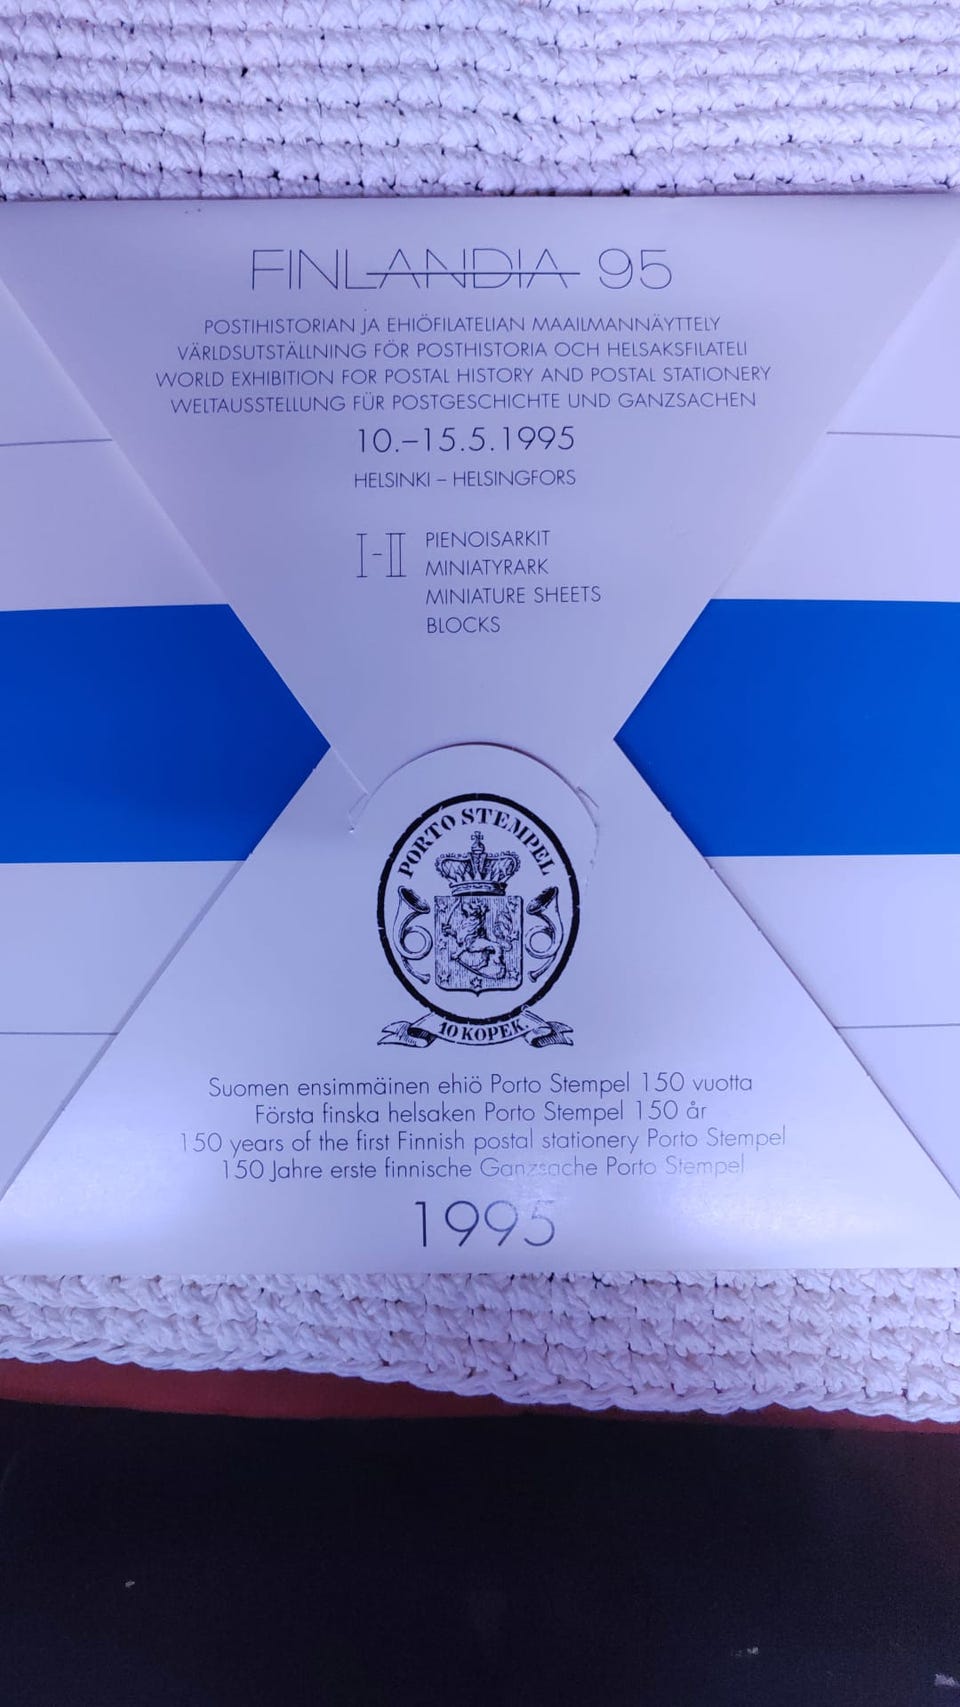 FINLANDIA 95
POSTIHISTORIAN JA EHIÖFILATELIAN MAAILMANNÄYTTELY
VÄRLDSUTSTÄLLNING FÖR POSTHISTORIA OCH HELSAKSFILATELI
WORLD EXHIBITION FOR POSTAL HISTORY AND POSTAL STATIONERY
WELTAUSSTELLUNG FÜR POSTGESCHICHTE UND GANZSACHEN
10.–15.5.1995
HELSINKI – HELSINGFORS
I-II PIENOISARKIT
MINIATYRARK
MINIATURE SHEETS
BLOCKS
PORTO STEMPEL
10 KOPEK.
Suomen ensimmäinen ehiö Porto Stempel 150 vuotta
Första finska helsaken Porto Stempel 150 år
150 years of the first Finnish postal stationery Porto Stempel
150 Jahre erste finnische Ganzsache Porto Stempel
1995